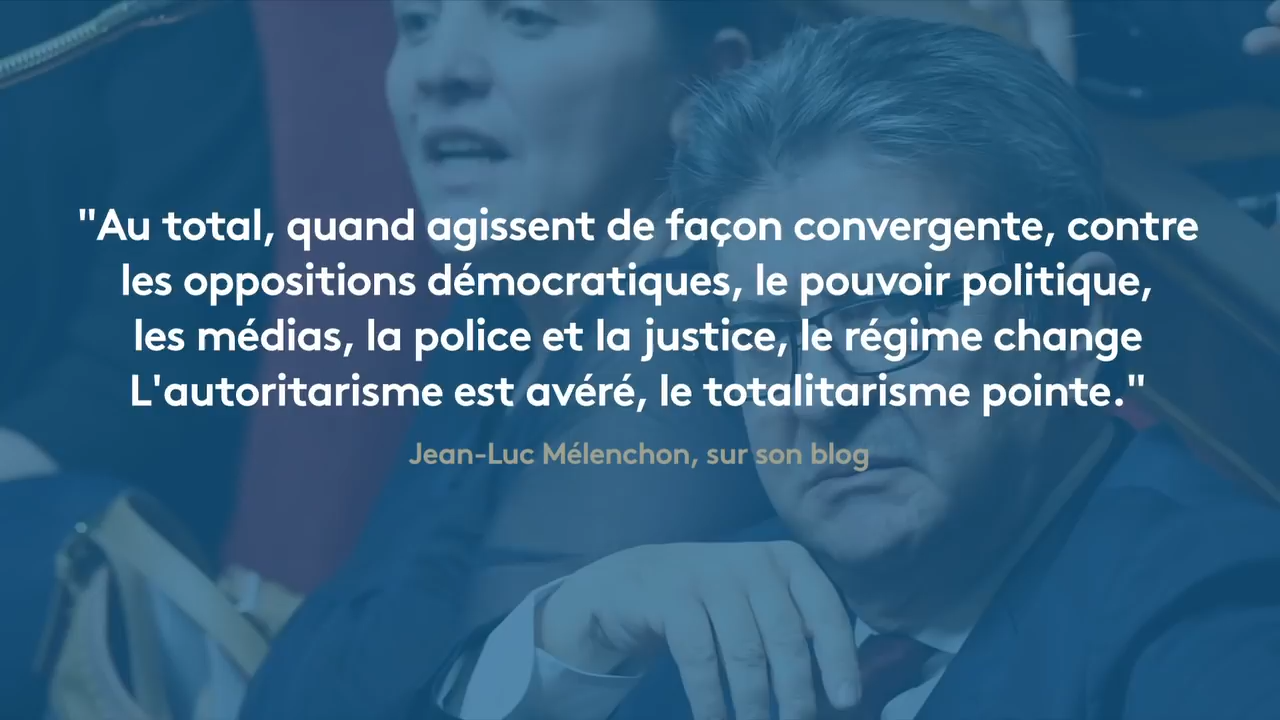 "Au total, quand agissent de façon convergente, contre
les oppositions démocratiques, le pouvoir politique,
les médias, la police et la justice, le régime change
L'autoritarisme est avéré, le totalitarisme pointe."
Jean-Luc Mélenchon, sur son blog